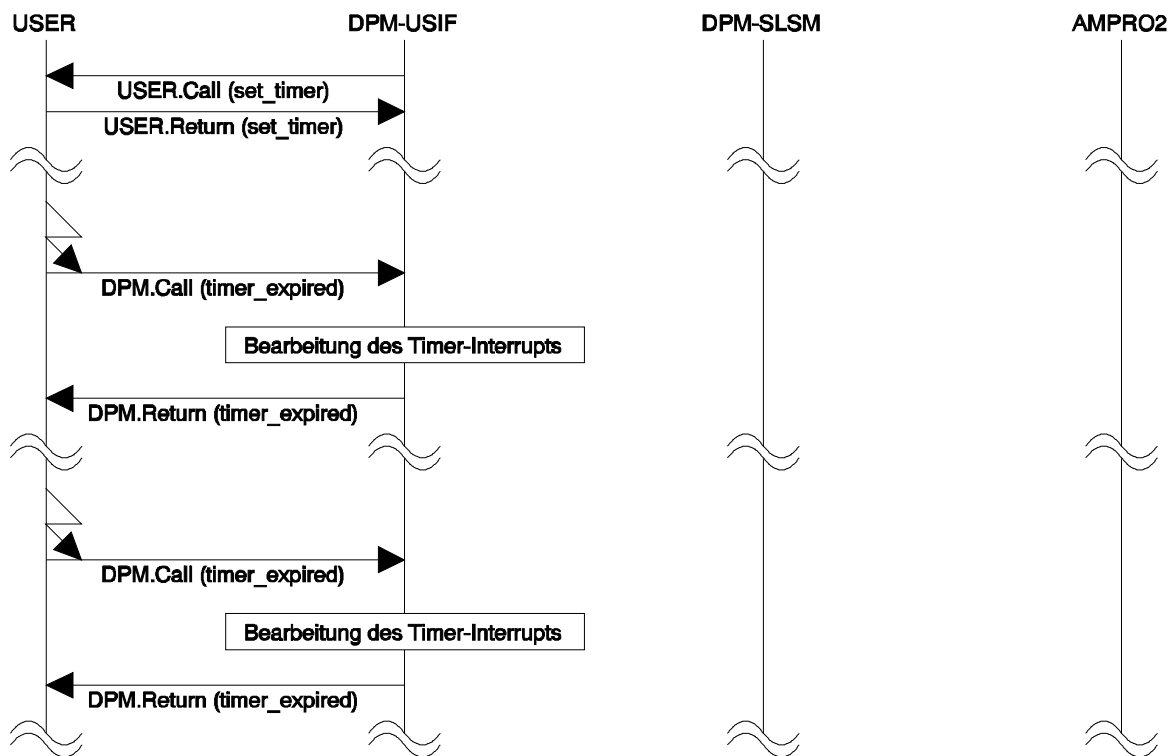 USER
DPM-USIF
DPM-SLSM
AMPRO2
USER.Call (set_timer)
USER.Return (set_timer)
DPM.Call (timer_expired)
Bearbeitung des Timer-Interrupts
DPM.Return (timer_expired)
DPM.Call (timer_expired)
Bearbeitung des Timer-Interrupts
DPM.Return (timer_expired)